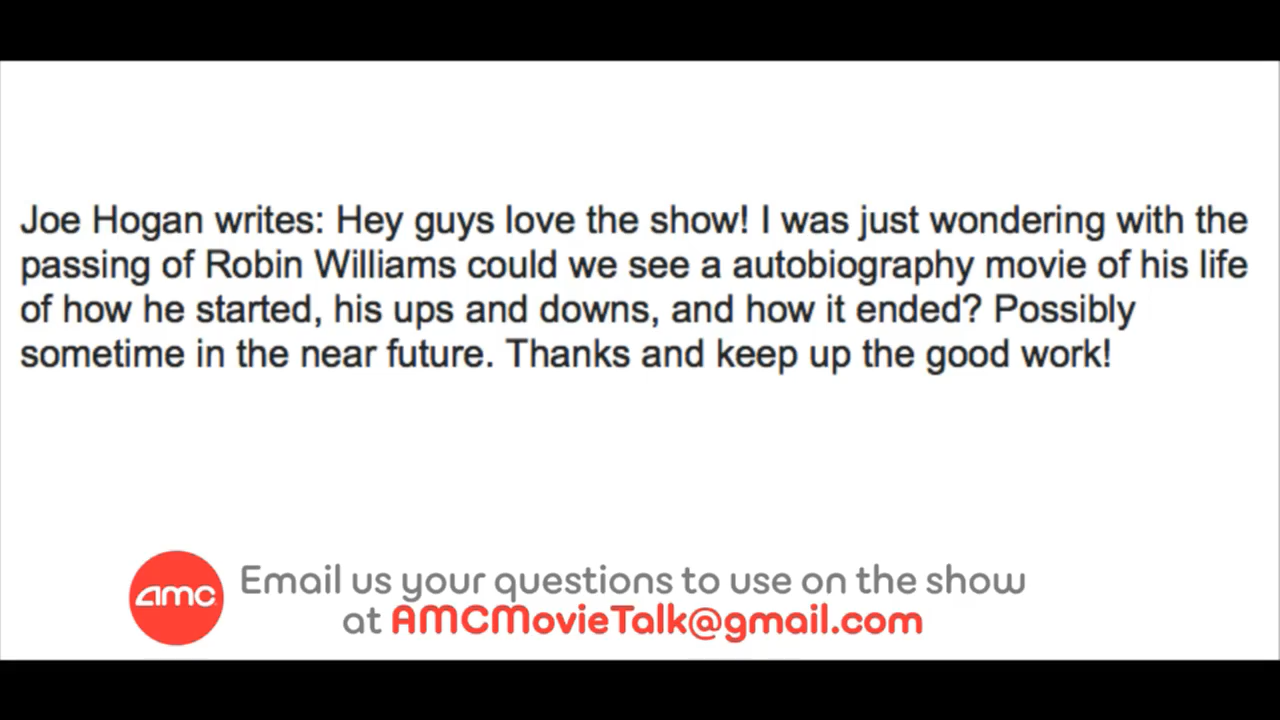 Joe Hogan writes: Hey guys love the show! I was just wondering with the
passing of Robin Williams could we see a autobiography movie of his life
of how he started, his ups and downs, and how it ended? Possibly
sometime in the near future. Thanks and keep up the good work!
amc
Email us your questions to use on the show
at AMCMovieTalk@gmail.com